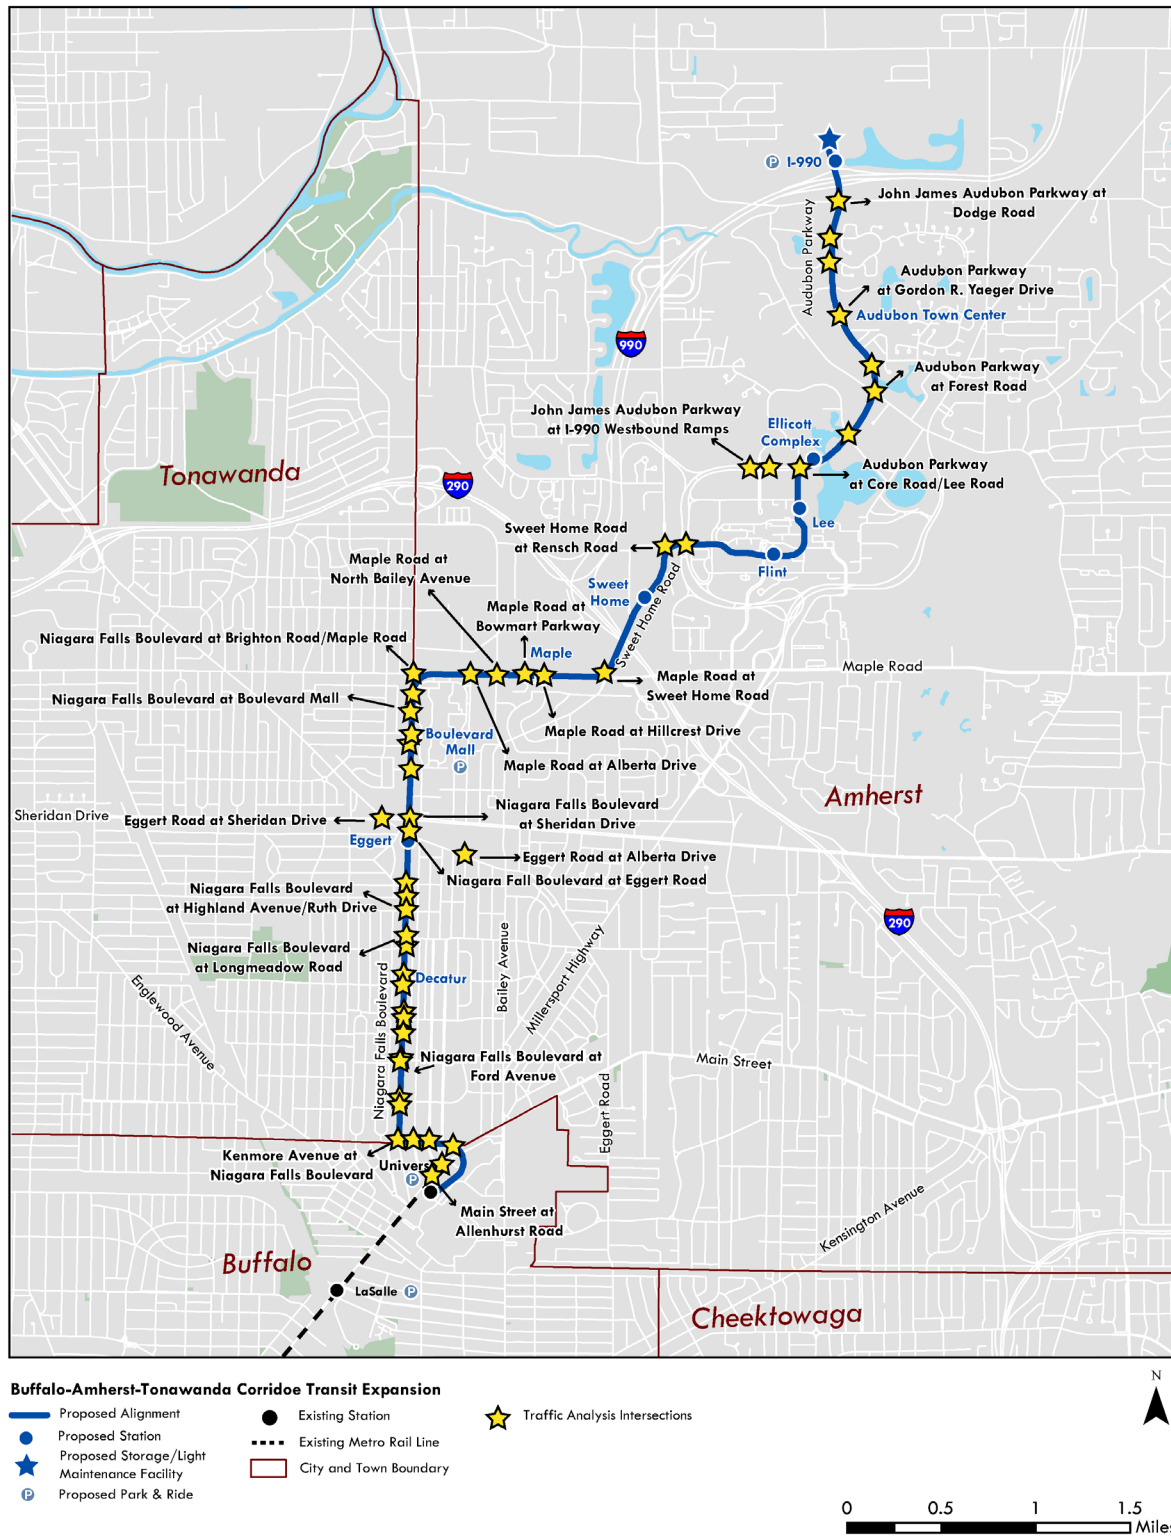 P I-990
John James Audubon Parkway at
Dodge Road
Audubon Parkway
Audubon Parkway
at Gordon R. Yaeger Drive
Audubon Town Center
990
Audubon Parkway
at Forest Road
John James Audubon Parkway
at I-990 Westbound Ramps
Ellicott
Complex
Tonawanda
290
Audubon Parkway
at Core Road/Lee Road
Lee
Sweet Home Road
at Rensch Road
Flint
Maple Road at
North Bailey Avenue
Sweet
Home
Sweet Home Road
Maple Road at
Bowmart Parkway
Niagara Falls Boulevard at Brighton Road/Maple Road
Maple
Maple Road
Maple Road at
Sweet Home Road
Niagara Falls Boulevard at Boulevard Mall
Maple Road at Hillcrest Drive
Boulevard
Mall
P
Maple Road at Alberta Drive
Amherst
Sheridan Drive
Eggert Road at Sheridan Drive
Niagara Falls Boulevard
at Sheridan Drive
Eggert
Eggert Road at Alberta Drive
Niagara Fall Boulevard at Eggert Road
Niagara Falls Boulevard
at Highland Avenue/Ruth Drive
290
Niagara Falls Boulevard
at Longmeadow Road
Bailey Avenue
Millersport Highway
Decatur
Englewood Avenue
Niagara Falls Boulevard
Niagara Falls Boulevard at
Ford Avenue
Main Street
Eggert Road
Kenmore Avenue at
Niagara Falls Boulevard
Univers
P
Main Street at
Allenhurst Road
Kensington Avenue
Buffalo
LaSalle P
Cheektowaga
Buffalo-Amherst-Tonawanda Corridoe Transit Expansion
Proposed Alignment
Proposed Station
Proposed Storage/Light
Maintenance Facility
P Proposed Park & Ride
Existing Station
Existing Metro Rail Line
City and Town Boundary
Traffic Analysis Intersections
N
0 0.5 1 1.5
Miles